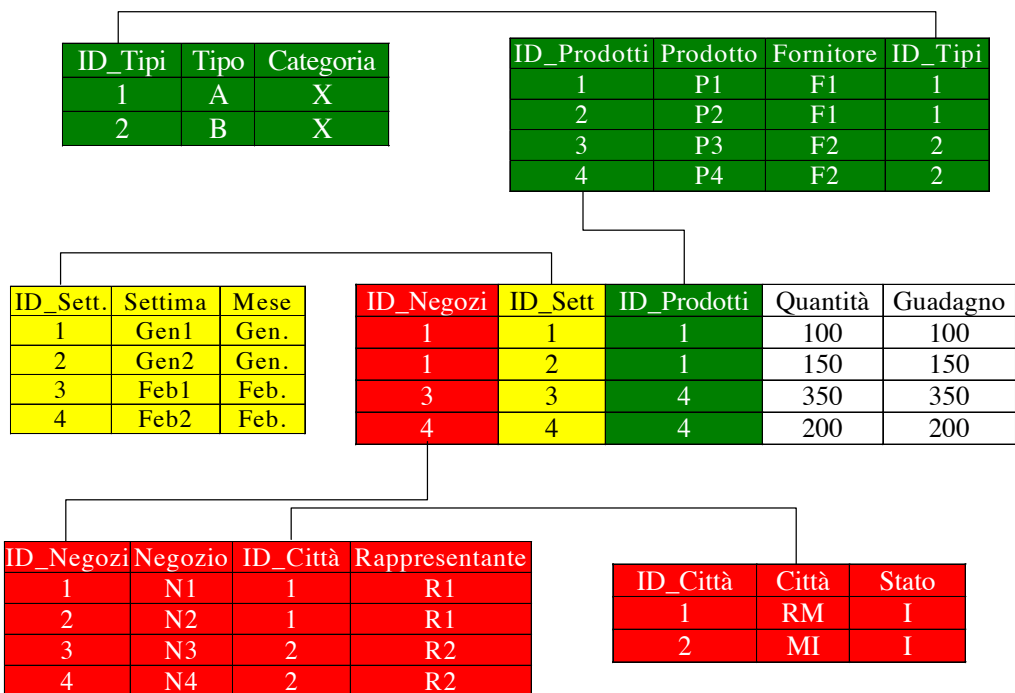 ID_Tipi Tipo Categoria
1 A X
2 B X
ID_Prodotti Prodotto Fornitore ID_Tipi
1 P1 F1 1
2 P2 F1 1
3 P3 F2 2
4 P4 F2 2
ID_Sett. Settima Mese
1 Gen1 Gen.
2 Gen2 Gen.
3 Feb1 Feb.
4 Feb2 Feb.
ID_Negozi ID_Sett ID_Prodotti Quantità Guadagno
1 1 1 100 100
1 2 1 150 150
3 3 4 350 350
4 4 4 200 200
ID_Negozi Negozio ID_Città Rappresentante
1 N1 1 R1
2 N2 1 R1
3 N3 2 R2
4 N4 2 R2
ID_Città Città Stato
1 RM I
2 MI I